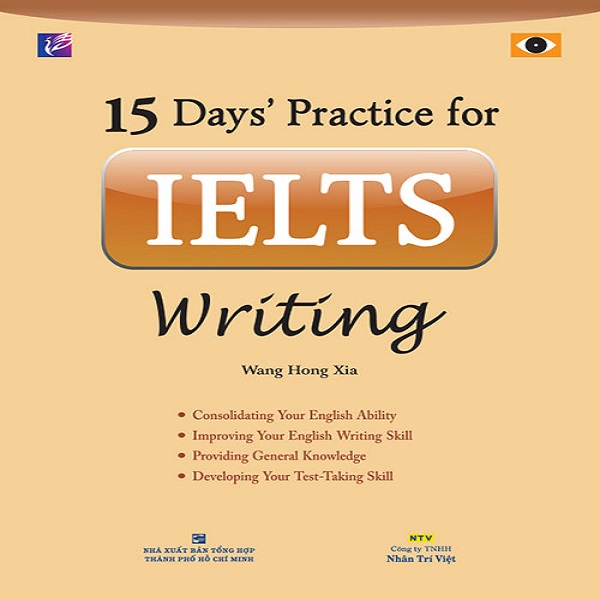 15 Days’ Practice for
IELTS
Writing
Wang Hong Xia
• Consolidating Your English Ability
• Improving Your English Writing Skill
• Providing General Knowledge
• Developing Your Test-Taking Skill
NHÀ XUẤT BẢN TỔNG HỢP
THÀNH PHỐ HỒ CHÍ MINH
NTV
Công ty TNHH
Nhân Trí Việt